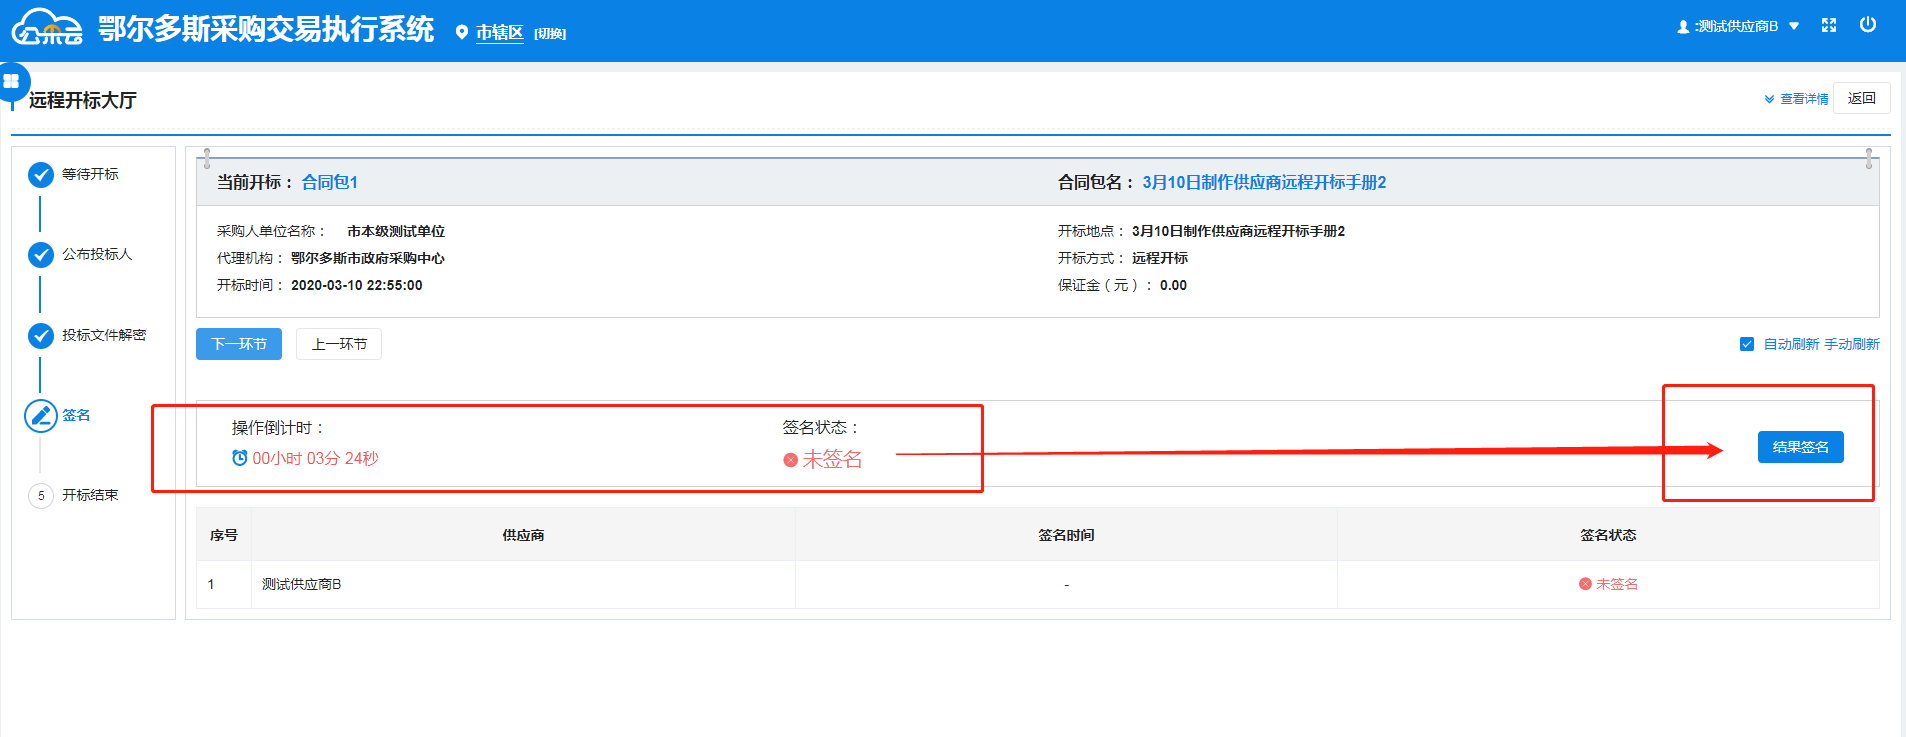 公采云 鄂尔多斯采购交易执行系统 市辖区 [切换] :测试供应商B
远程开标大厅 查看详情 返回
等待开标
公布投标人
投标文件解密
签名
5 开标结束
当前开标： 合同包1 合同包名： 3月10日制作供应商远程开标手册2
采购人单位名称： 市本级测试单位 开标地点： 3月10日制作供应商远程开标手册2
代理机构： 鄂尔多斯市政府采购中心 开标方式： 远程开标
开标时间： 2020-03-10 22:55:00 保证金（元）： 0.00
下一环节 上一环节 自动刷新 手动刷新
操作倒计时： 签名状态：
00小时 03分 24秒 未签名 结果签名
序号 供应商 签名时间 签名状态
1 测试供应商B - 未签名